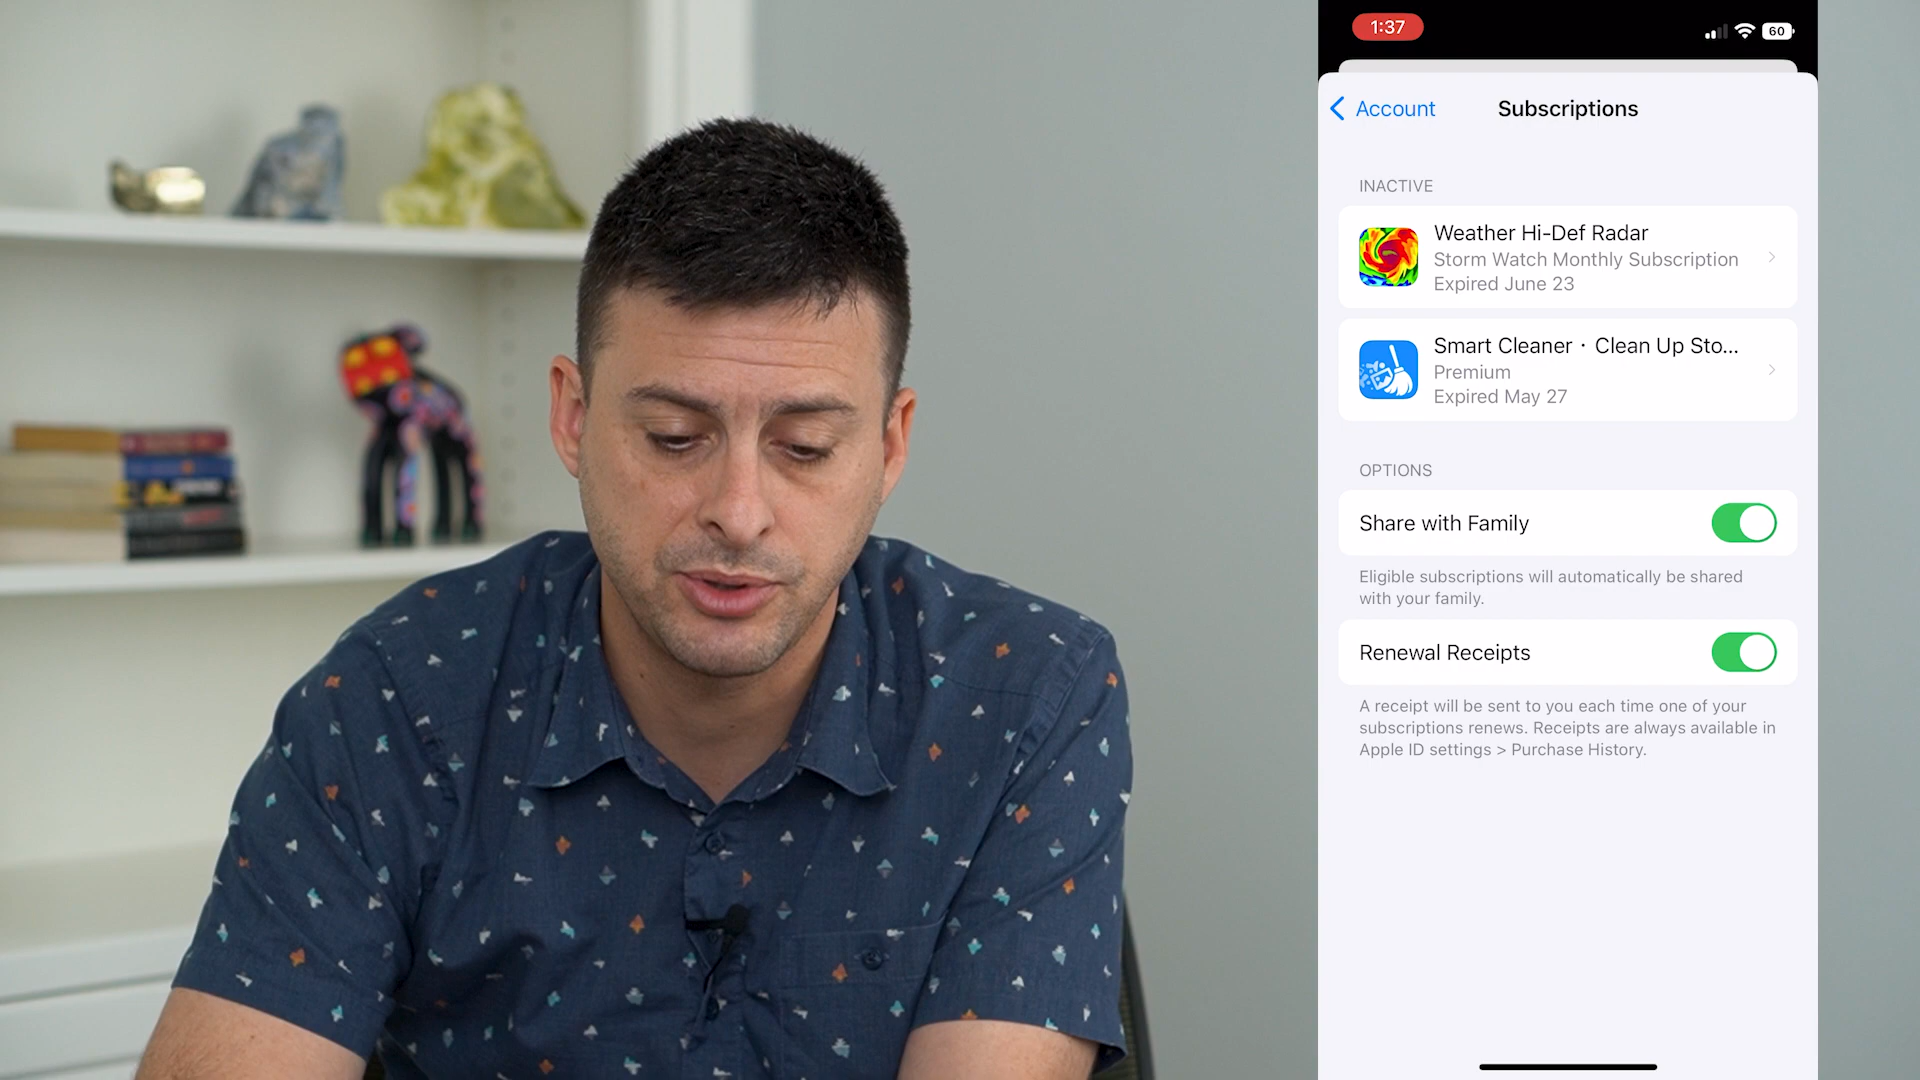 1:37
60
Account
Subscriptions
INACTIVE
Weather Hi-Def Radar
Storm Watch Monthly Subscription
Expired June 23
Smart Cleaner · Clean Up Sto...
Premium
Expired May 27
OPTIONS
Share with Family
Eligible subscriptions will automatically be shared
with your family.
Renewal Receipts
A receipt will be sent to you each time one of your
subscriptions renews. Receipts are always available in
Apple ID settings > Purchase History.